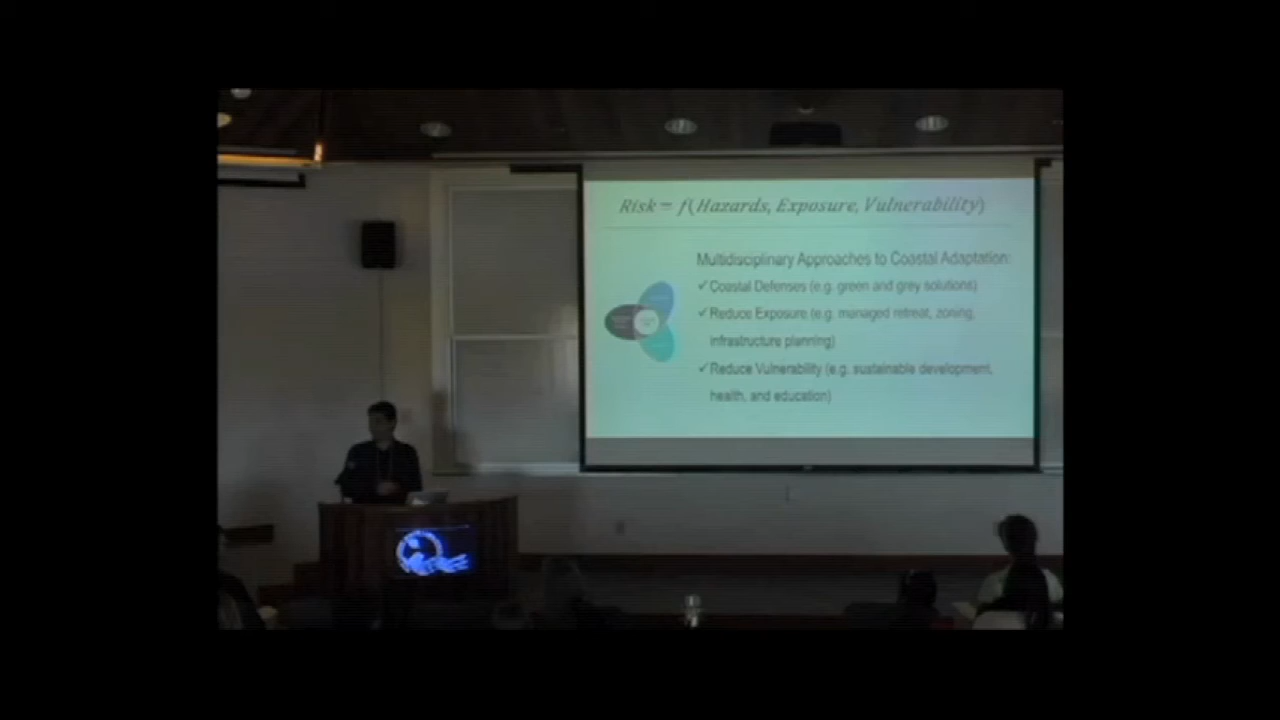 Risk = f(Hazards, Exposure, Vulnerability)
Multidisciplinary Approaches to Coastal Adaptation:
✓Coastal Defenses (e.g. green and grey solutions)
✓Reduce Exposure (e.g. managed retreat, zoning,
infrastructure planning)
✓Reduce Vulnerability (e.g. sustainable development,
health, and education)